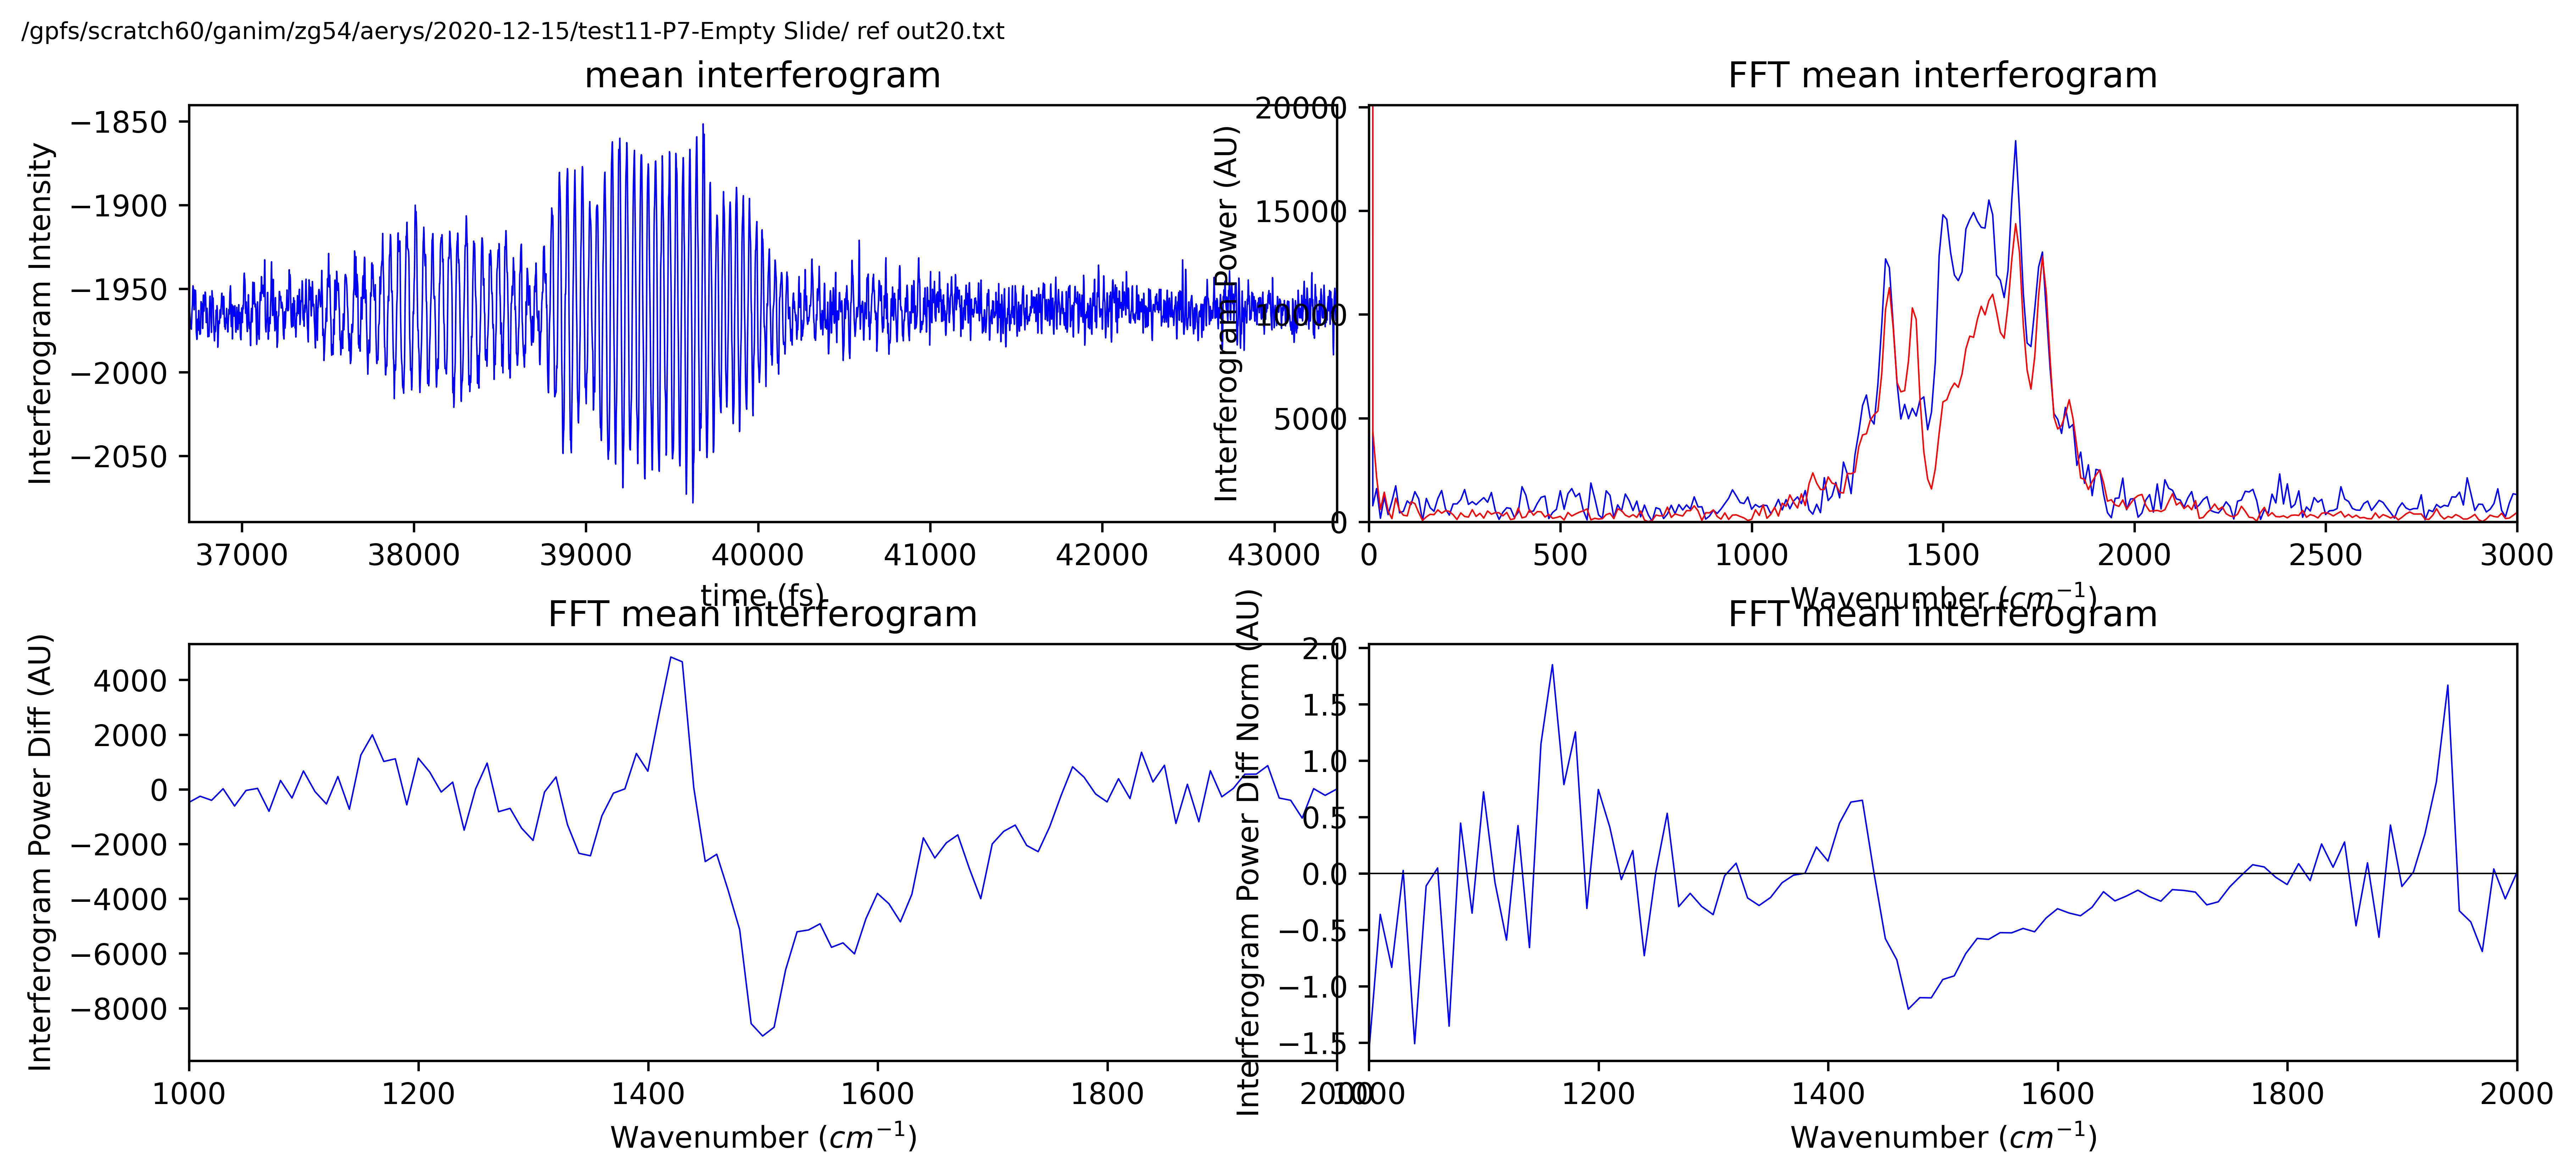 /gpfs/scratch60/ganim/zg54/aerys/2020-12-15/test11-P7-Empty Slide/ ref out20.txt
mean interferogram
Interferogram Intensity
−1850
−1900
−1950
−2000
−2050
37000 38000 39000 40000 41000 42000 43000
time (fs)
FFT mean interferogram
Interferogram Power (AU)
20000
15000
10000
5000
0
0 500 1000 1500 2000 2500 3000
Wavenumber (cm⁻¹)
FFT mean interferogram
Interferogram Power Diff (AU)
4000
2000
0
−2000
−4000
−6000
−8000
1000 1200 1400 1600 1800 2000
Wavenumber (cm⁻¹)
FFT mean interferogram
Interferogram Power Diff Norm (AU)
2.0
1.5
1.0
0.5
0.0
−0.5
−1.0
−1.5
1000 1200 1400 1600 1800 2000
Wavenumber (cm⁻¹)